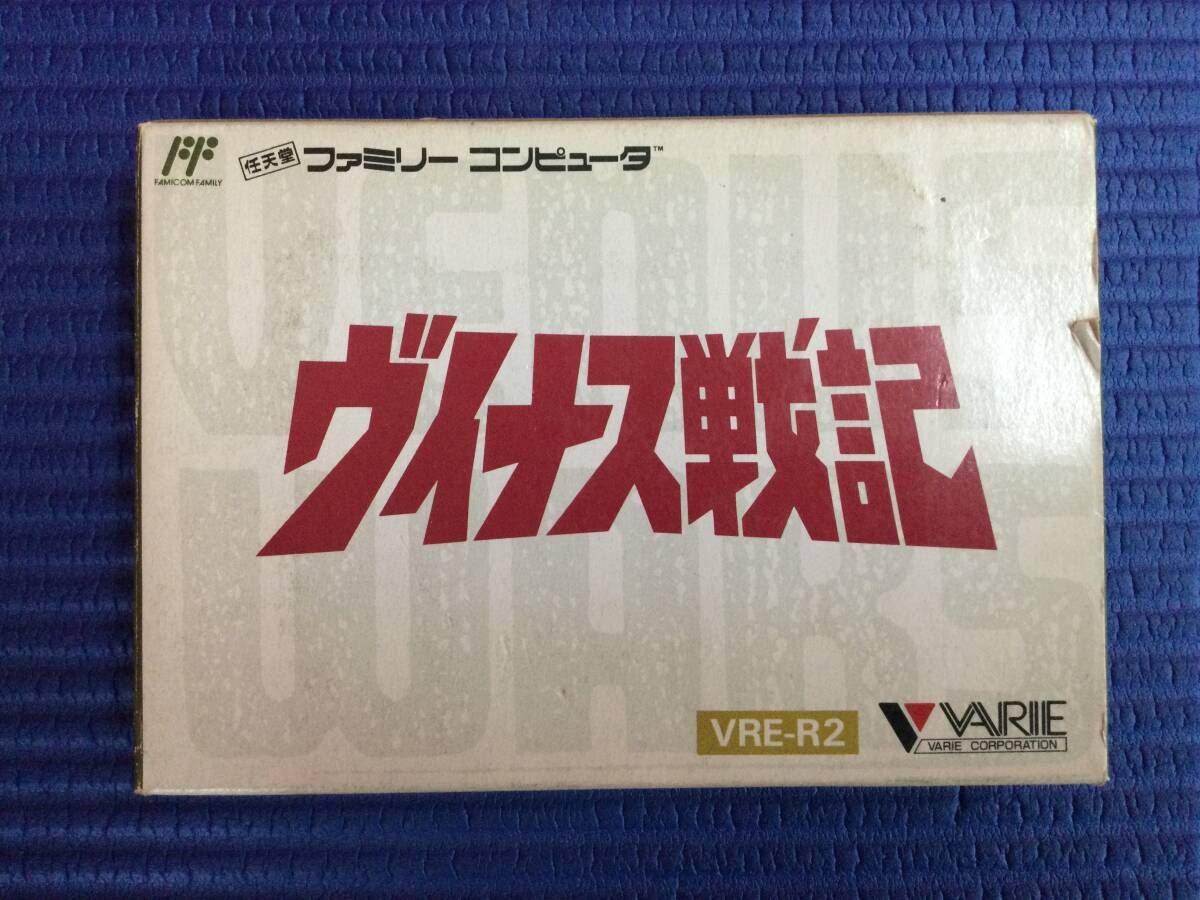 FAMICOM FAMILY
任天堂 ファミリー コンピュータ™
VENUS
WARS
ヴイナス戦記
VRE-R2
VARIE
VARIE CORPORATION